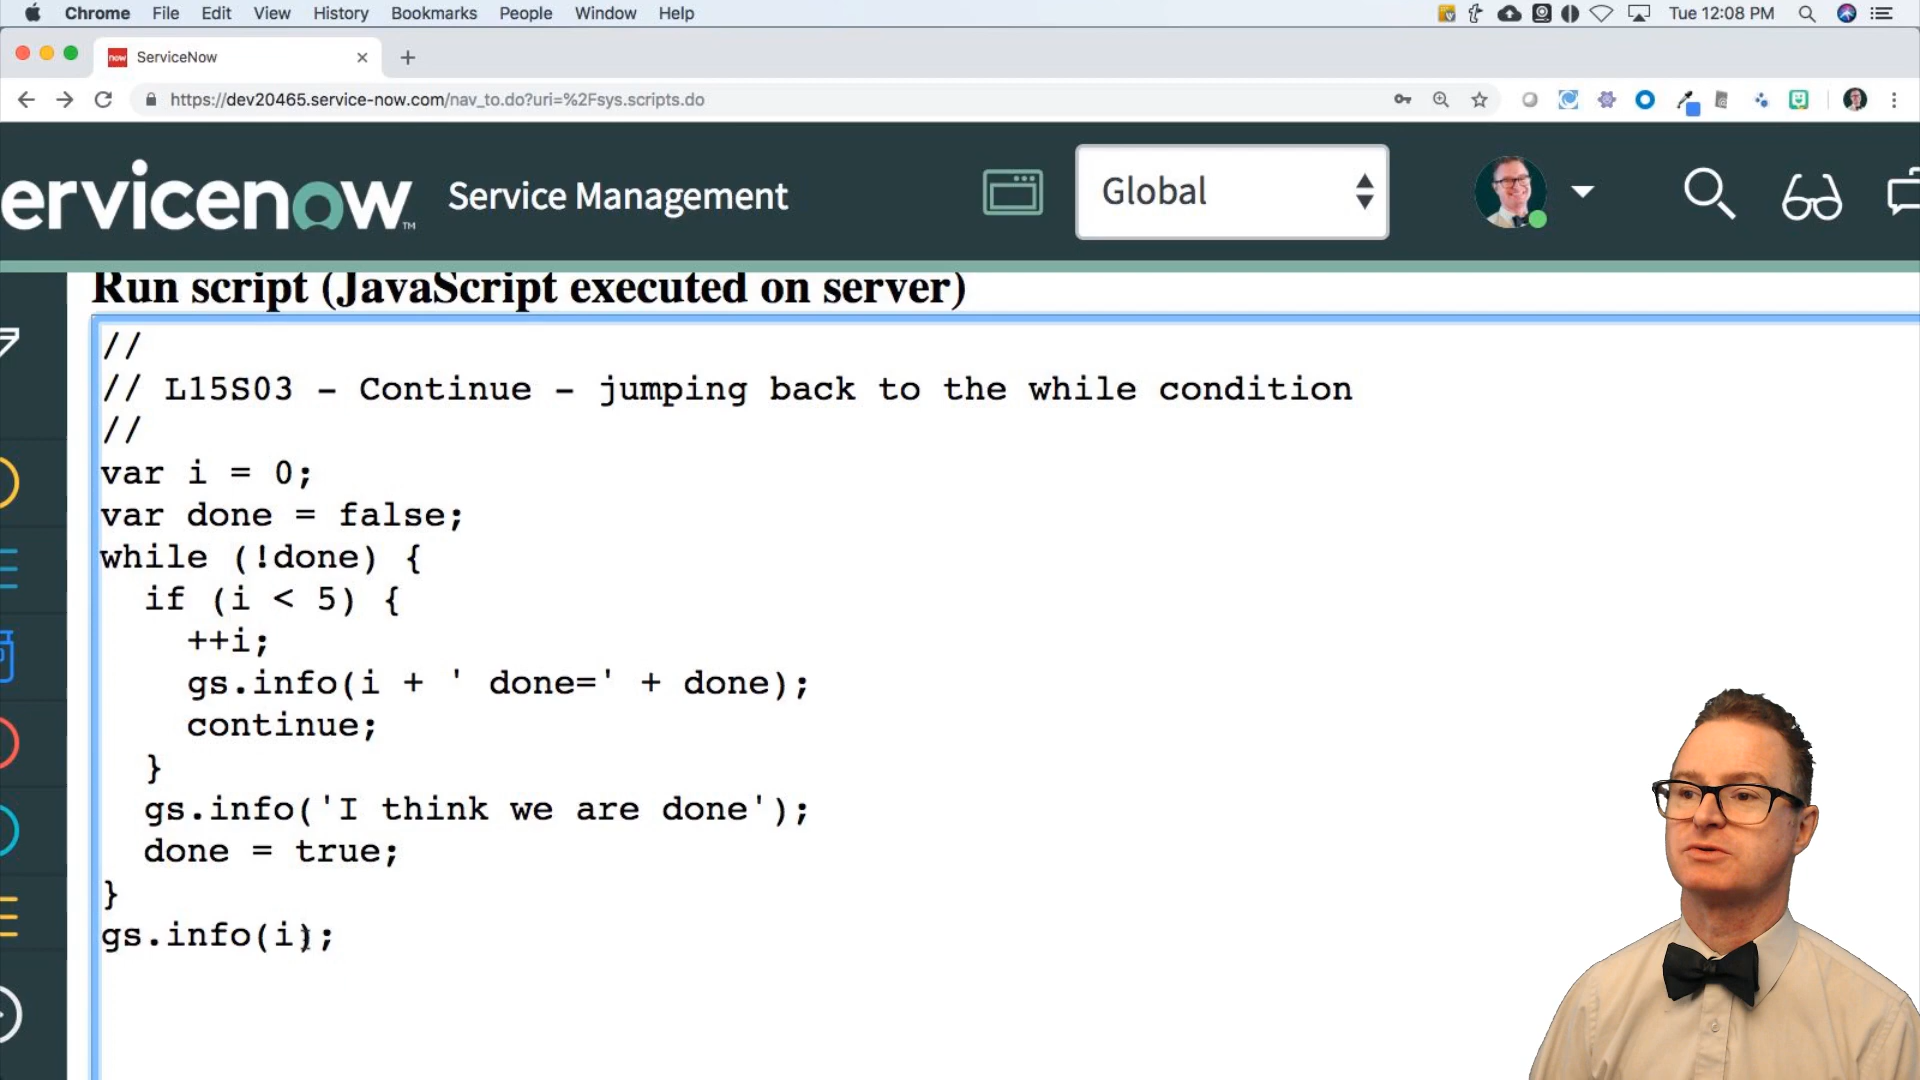 Chrome File Edit View History Bookmarks People Window Help Tue 12:08 PM
now ServiceNow
https://dev20465.service-now.com/nav_to.do?uri=%2Fsys.scripts.do
ervicenow™ Service Management Global
Run script (JavaScript executed on server)
//
// L15S03 - Continue - jumping back to the while condition
//
var i = 0;
var done = false;
while (!done) {
if (i < 5) {
++i;
gs.info(i + ' done=' + done);
continue;
}
gs.info('I think we are done');
done = true;
}
gs.info(i);